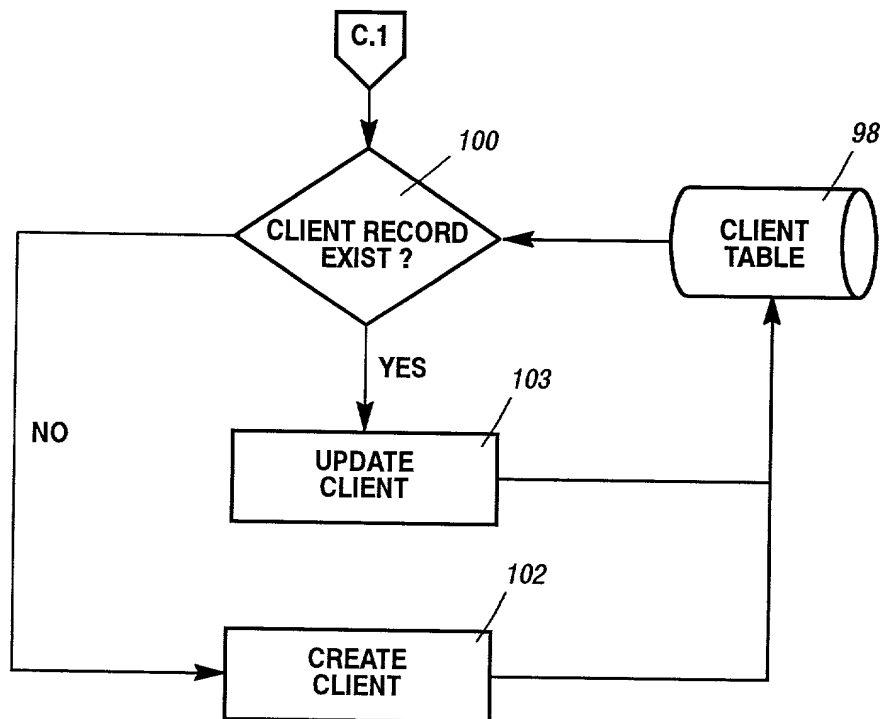 C.1
100
98
CLIENT RECORD
EXIST ?
CLIENT
TABLE
YES
103
NO
UPDATE
CLIENT
102
CREATE
CLIENT